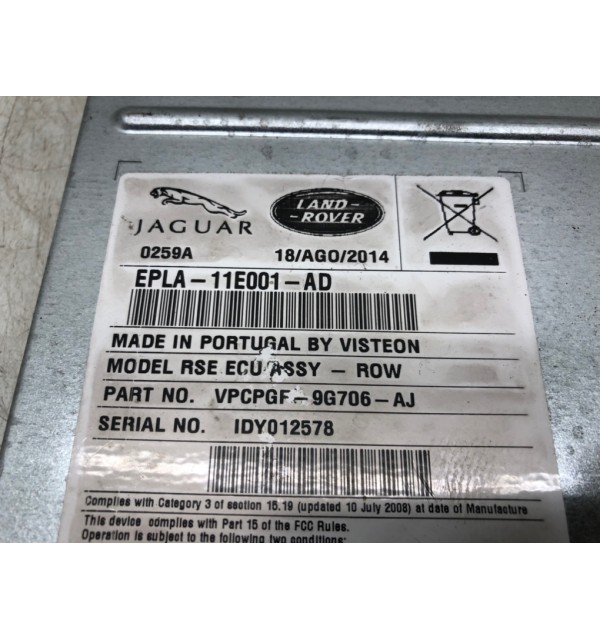 JAGUAR
LAND-
-ROVER
0259A 18/AGO/2014
EPLA-11E001-AD
MADE IN PORTUGAL BY VISTEON
MODEL RSE ECU ASSY - ROW
PART NO. VPCPGF-9G706-AJ
SERIAL NO. IDY012578
Complies with Category 3 of section 15.19 (updated 10 July 2008) at date of Manufacture
This device complies with Part 15 of the FCC Rules.
Operation is subject to the following two conditions: